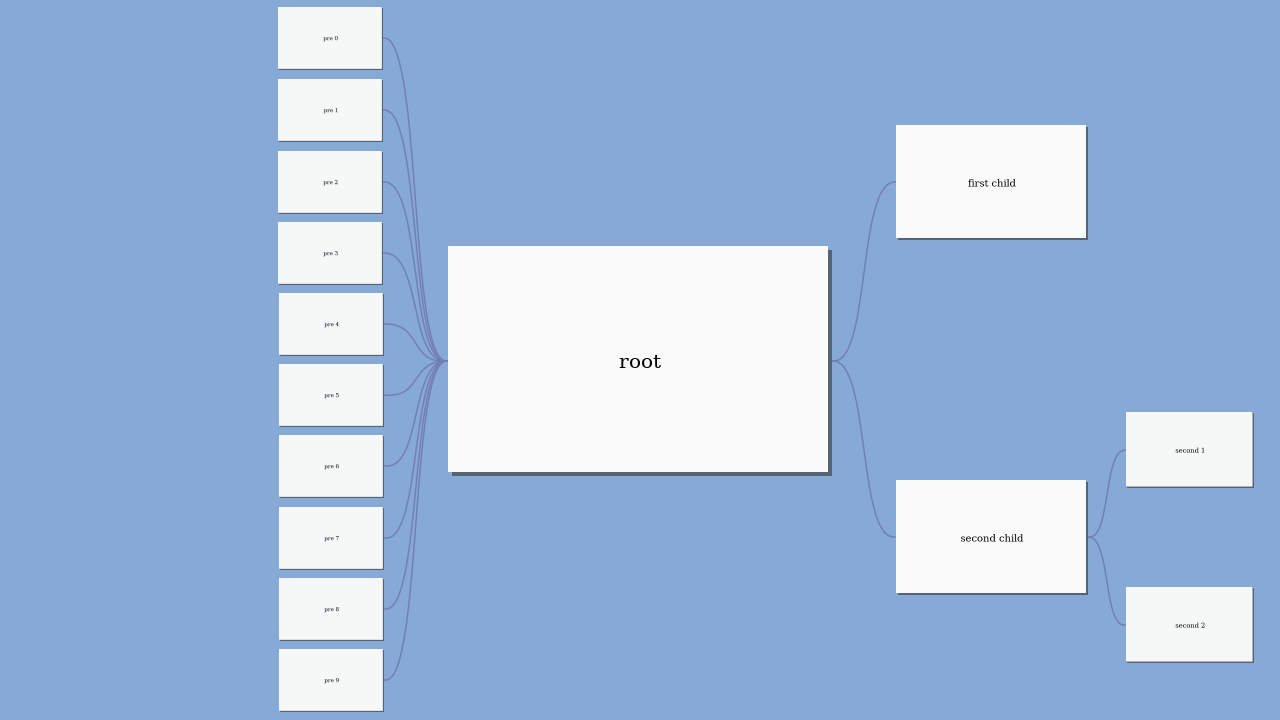 pre 0
pre 1
pre 2
pre 3
pre 4
pre 5
pre 6
pre 7
pre 8
pre 9
root
first child
second child
second 1
second 2